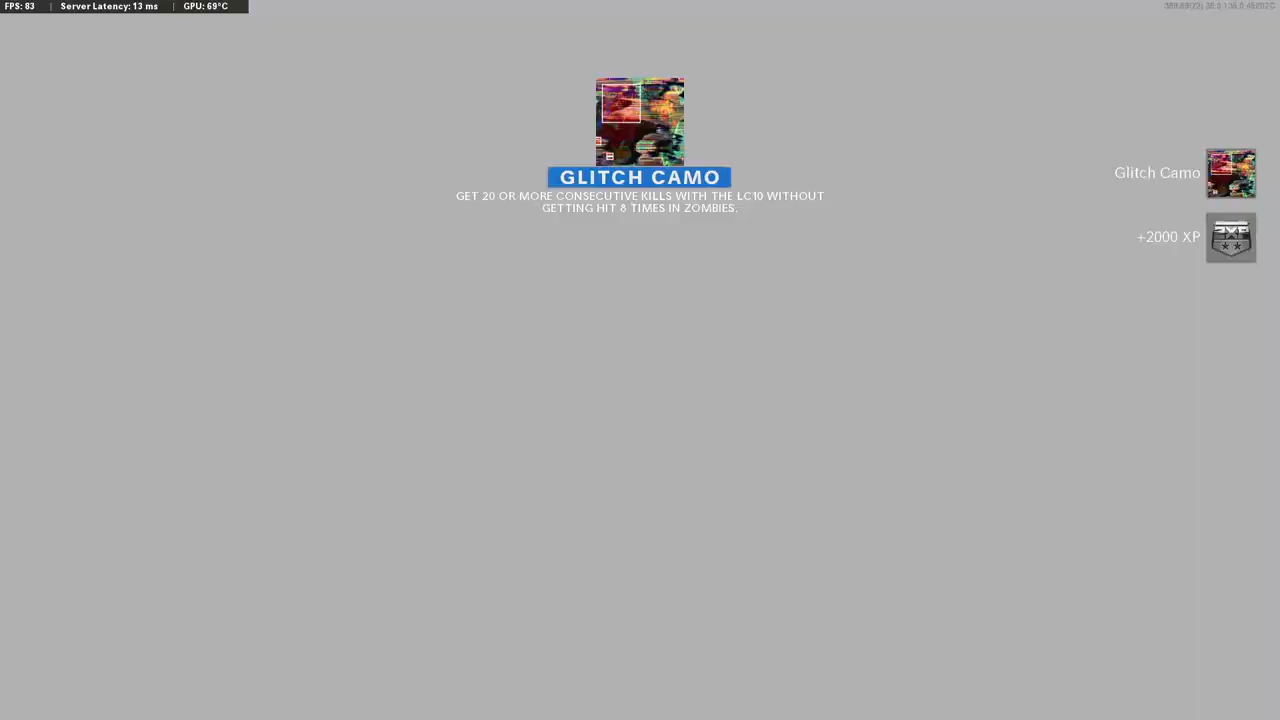 FPS: 83 | Server Latency: 13 ms | GPU: 69°C
GLITCH CAMO
GET 20 OR MORE CONSECUTIVE KILLS WITH THE LC10 WITHOUT
GETTING HIT 8 TIMES IN ZOMBIES.
Glitch Camo
2XP
+2000 XP